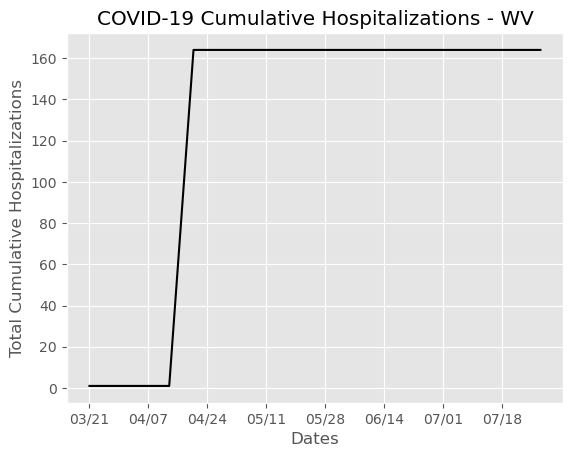 COVID-19 Cumulative Hospitalizations - WV
Total Cumulative Hospitalizations
160
140
120
100
80
60
40
20
0
03/21 04/07 04/24 05/11 05/28 06/14 07/01 07/18
Dates